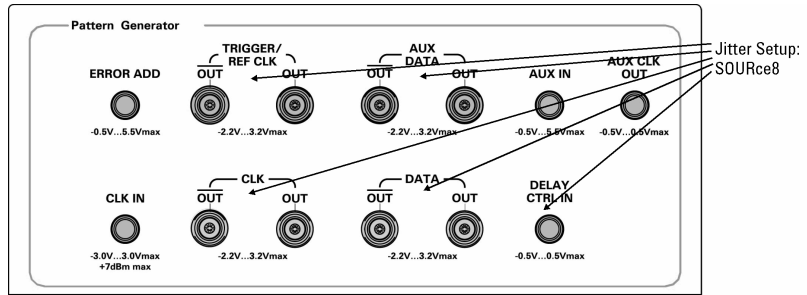 Pattern Generator
TRIGGER/
REF CLK
AUX
DATA
ERROR ADD
OUT
OUT
OUT
OUT
AUX IN
AUX CLK
OUT
-0.5V...5.5Vmax
-2.2V...3.2Vmax
-2.2V...3.2Vmax
-0.5V...5.5Vmax
-0.5V...0.5Vmax
Jitter Setup:
SOURce8
CLK
DATA
CLK IN
OUT
OUT
OUT
OUT
DELAY
CTRL IN
-3.0V...3.0Vmax
+7dBm max
-2.2V...3.2Vmax
-2.2V...3.2Vmax
-0.5V...0.5Vmax